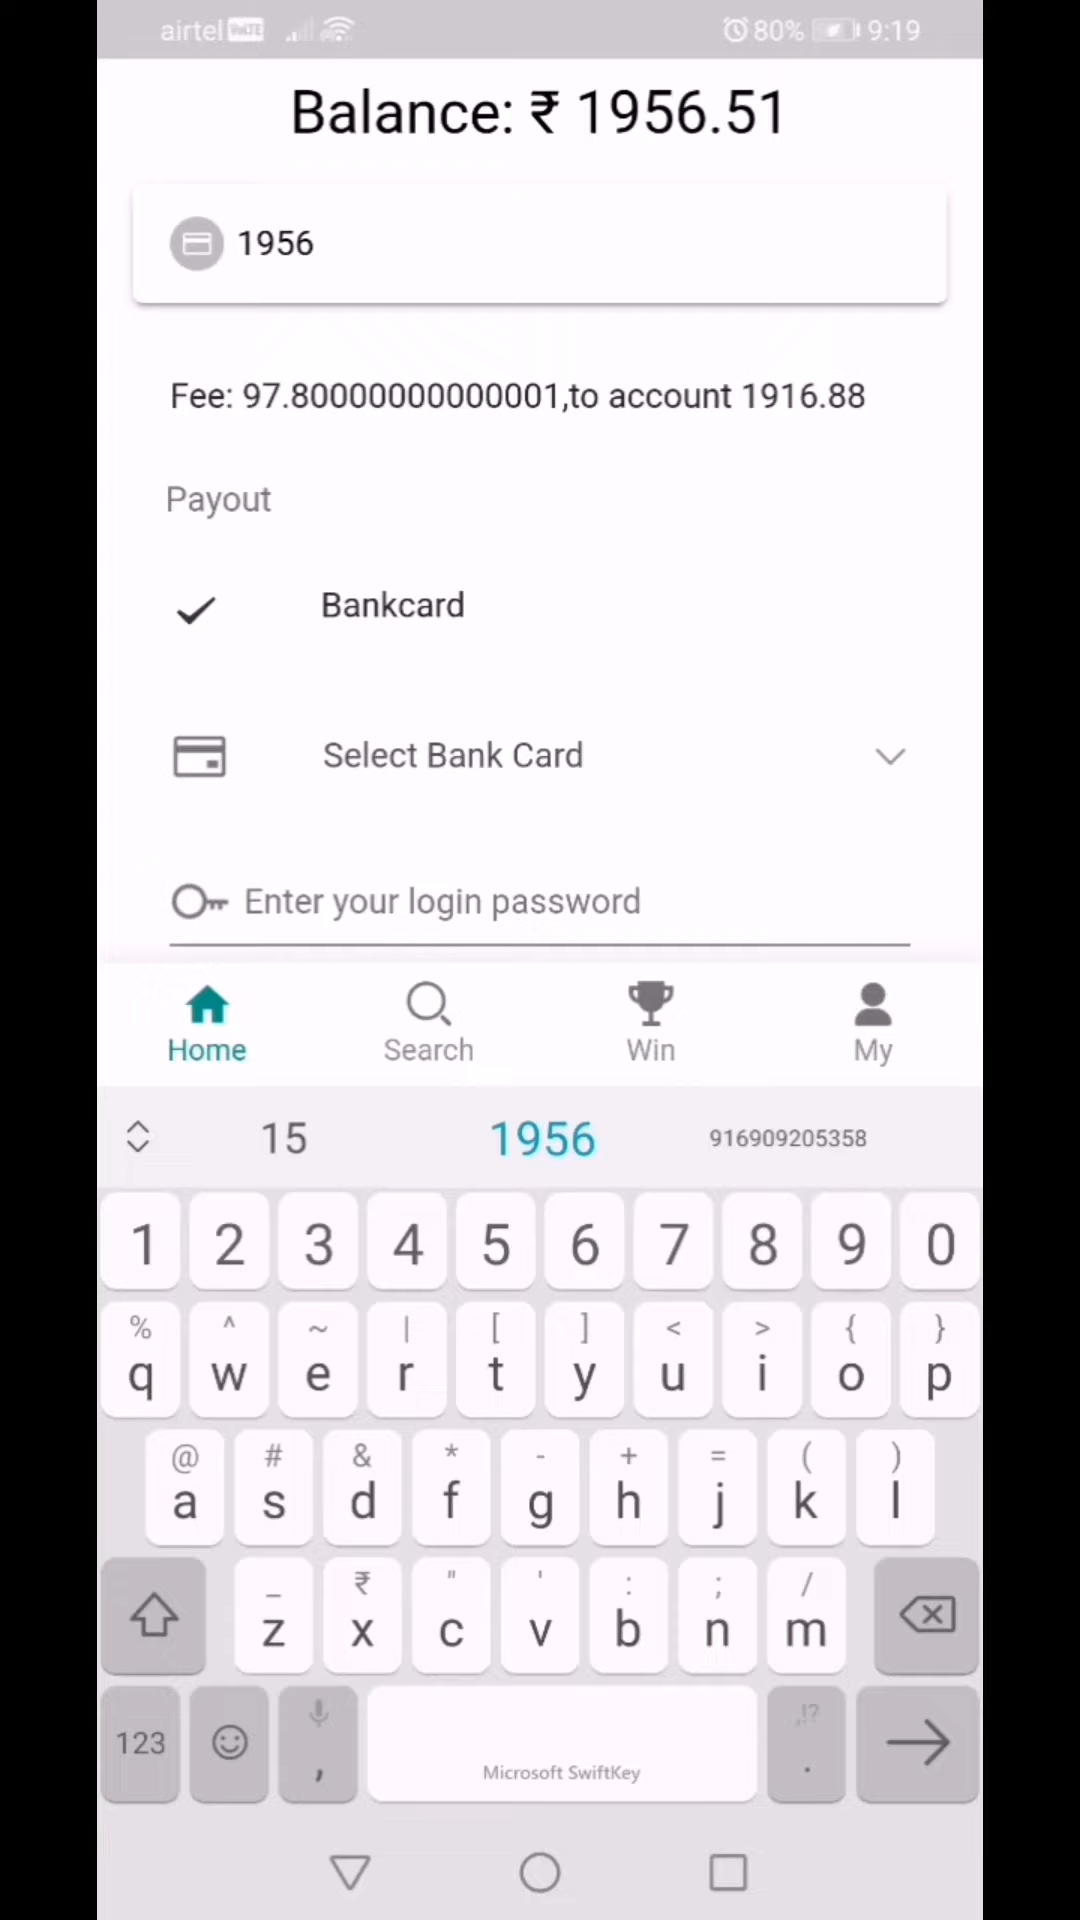 airtel VoLTE 80% 9:19
Balance: ₹ 1956.51
1956
Fee: 97.80000000000001,to account 1916.88
Payout
Bankcard
Select Bank Card
Enter your login password
Home Search Win My
15 1956 916909205358
1 2 3 4 5 6 7 8 9 0
% ^ ~ | [ ] < > { }
q w e r t y u i o p
@ # & * - + = ( )
a s d f g h j k l
_ ₹ " ' : ; /
z x c v b n m
123 , ,!? .
Microsoft SwiftKey